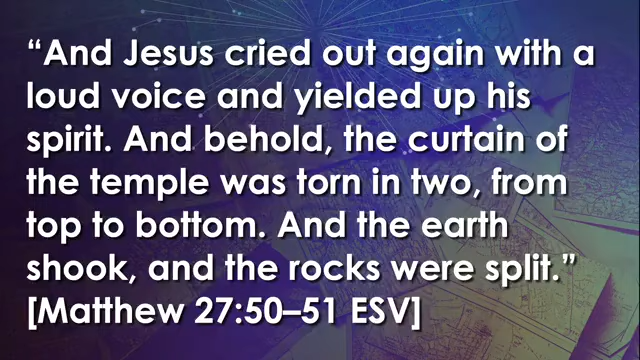 “And Jesus cried out again with a
loud voice and yielded up his
spirit. And behold, the curtain of
the temple was torn in two, from
top to bottom. And the earth
shook, and the rocks were split.”
[Matthew 27:50–51 ESV]